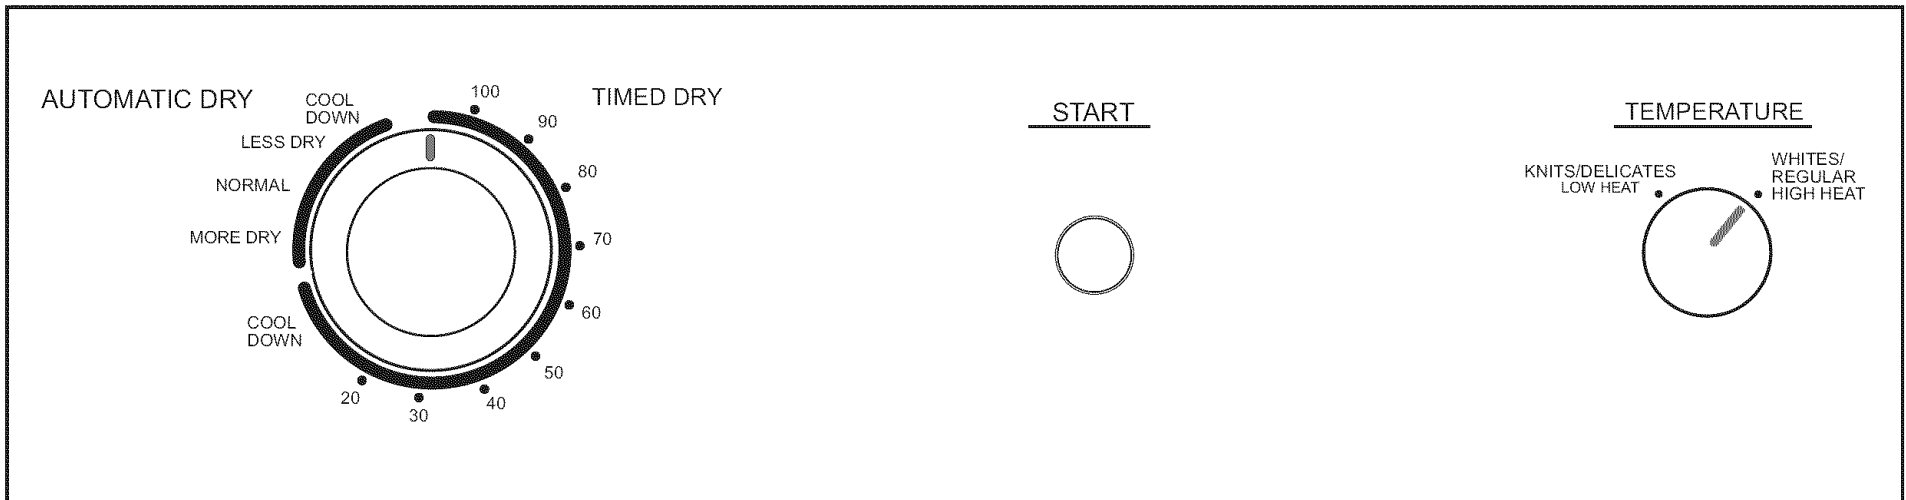 AUTOMATIC DRY
COOL
DOWN
LESS DRY
NORMAL
MORE DRY
COOL
DOWN
TIMED DRY
100
90
80
70
60
50
40
30
20
START
TEMPERATURE
KNITS/DELICATES
LOW HEAT
WHITES/
REGULAR
HIGH HEAT